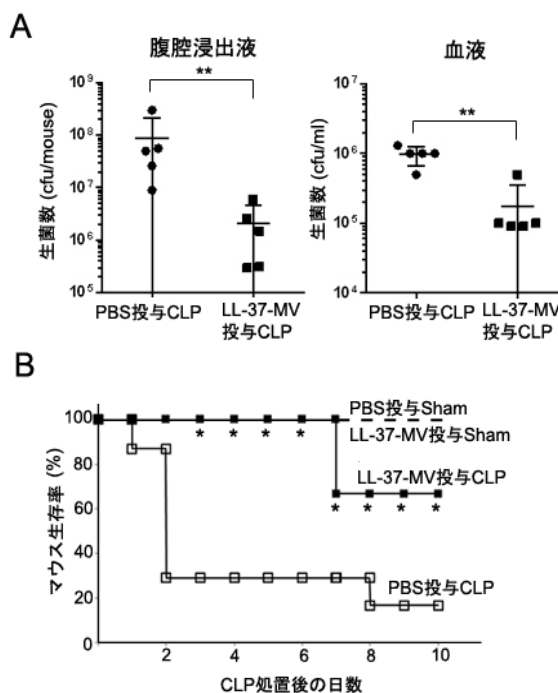 A
腹腔浸出液
**
生菌数 (cfu/mouse)
10⁹
10⁸
10⁷
10⁶
10⁵
PBS投与CLP
LL-37-MV
投与CLP
血液
**
生菌数 (cfu/ml)
10⁷
10⁶
10⁵
10⁴
PBS投与CLP
LL-37-MV
投与CLP
B
マウス生存率 (%)
100
80
60
40
20
0
PBS投与Sham
LL-37-MV投与Sham
* * * *
LL-37-MV投与CLP
* * * *
PBS投与CLP
2 4 6 8 10
CLP処置後の日数